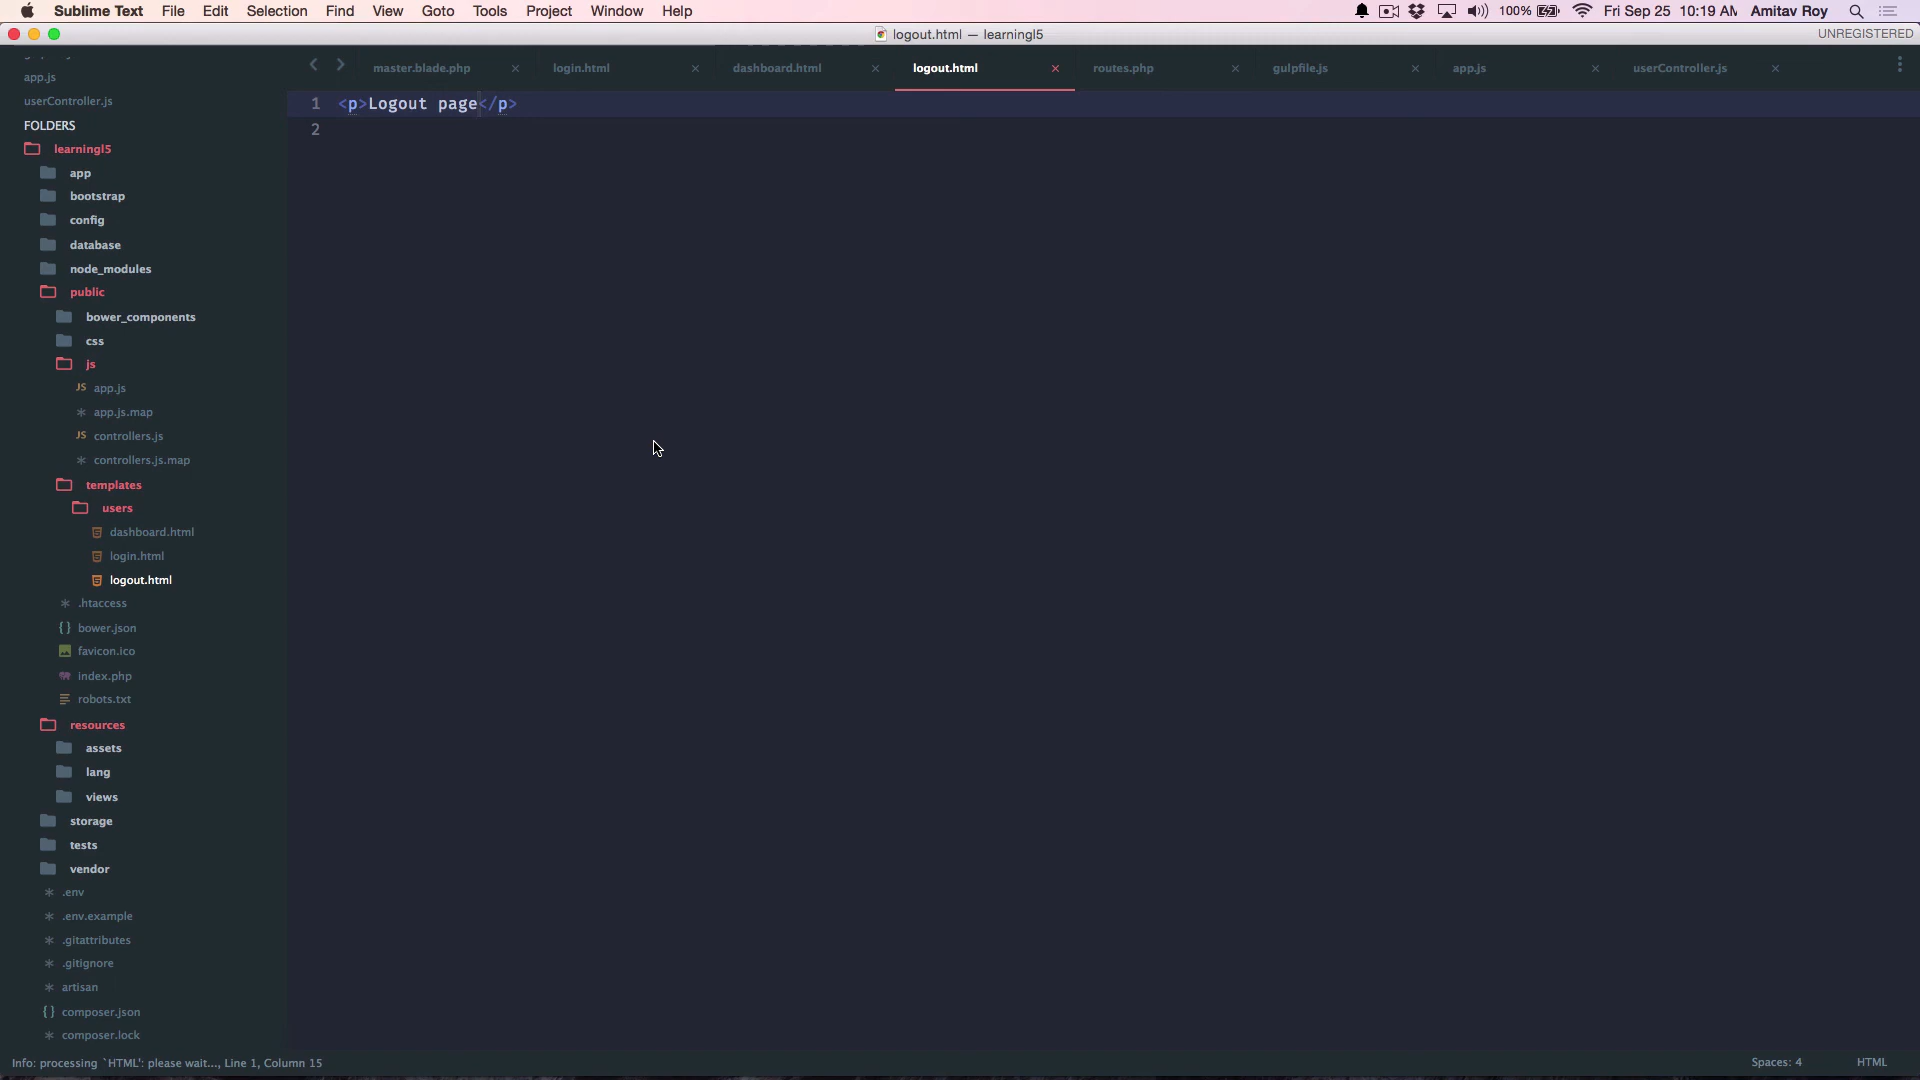 Sublime Text File Edit Selection Find View Goto Tools Project Window Help 100% Fri Sep 25 10:19 AM Amitav Roy
logout.html — learningl5 UNREGISTERED
master.blade.php login.html dashboard.html logout.html routes.php gulpfile.js app.js userController.js
app.js
userController.js
FOLDERS
learningl5
app
bootstrap
config
database
node_modules
public
bower_components
css
js
JS app.js
app.js.map
JS controllers.js
controllers.js.map
templates
users
dashboard.html
login.html
logout.html
.htaccess
bower.json
favicon.ico
index.php
robots.txt
resources
assets
lang
views
storage
tests
vendor
.env
.env.example
.gitattributes
.gitignore
artisan
composer.json
composer.lock
1 <p>Logout page</p>
2
Info: processing `HTML': please wait..., Line 1, Column 15 Spaces: 4 HTML